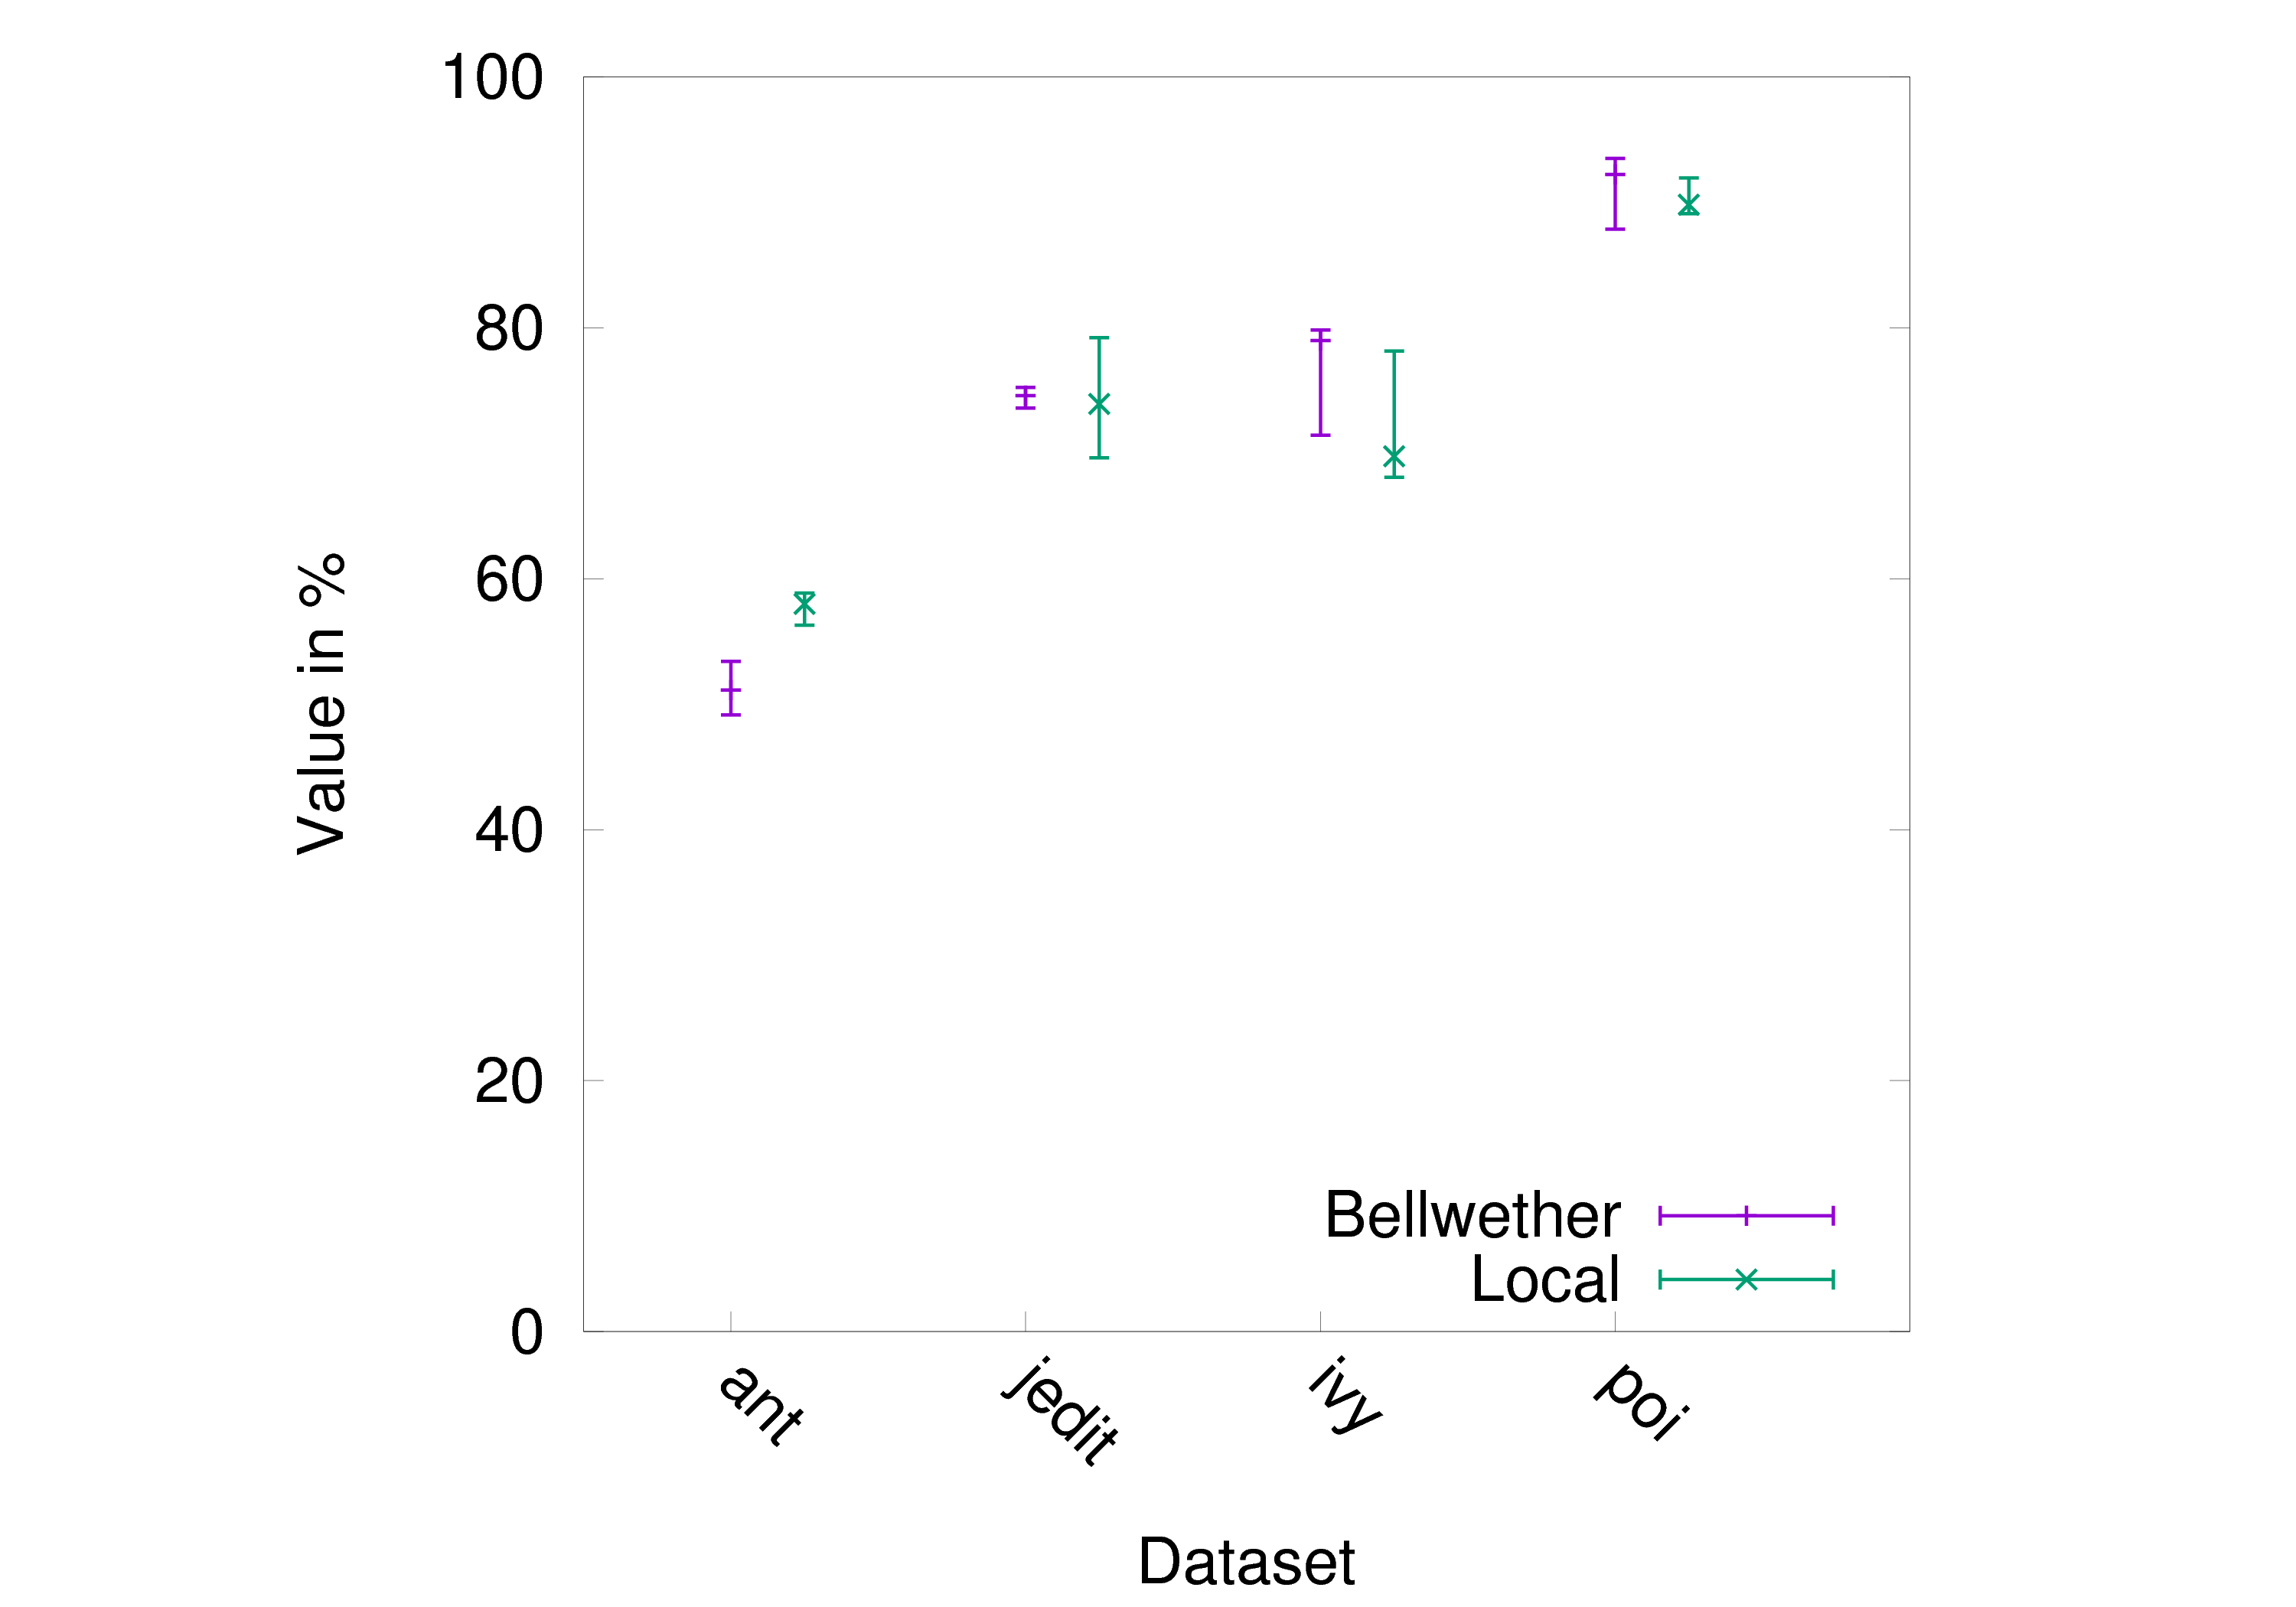 100
80
60
40
20
0
Value in %
Bellwether
Local
ant
jedit
ivy
poi
Dataset